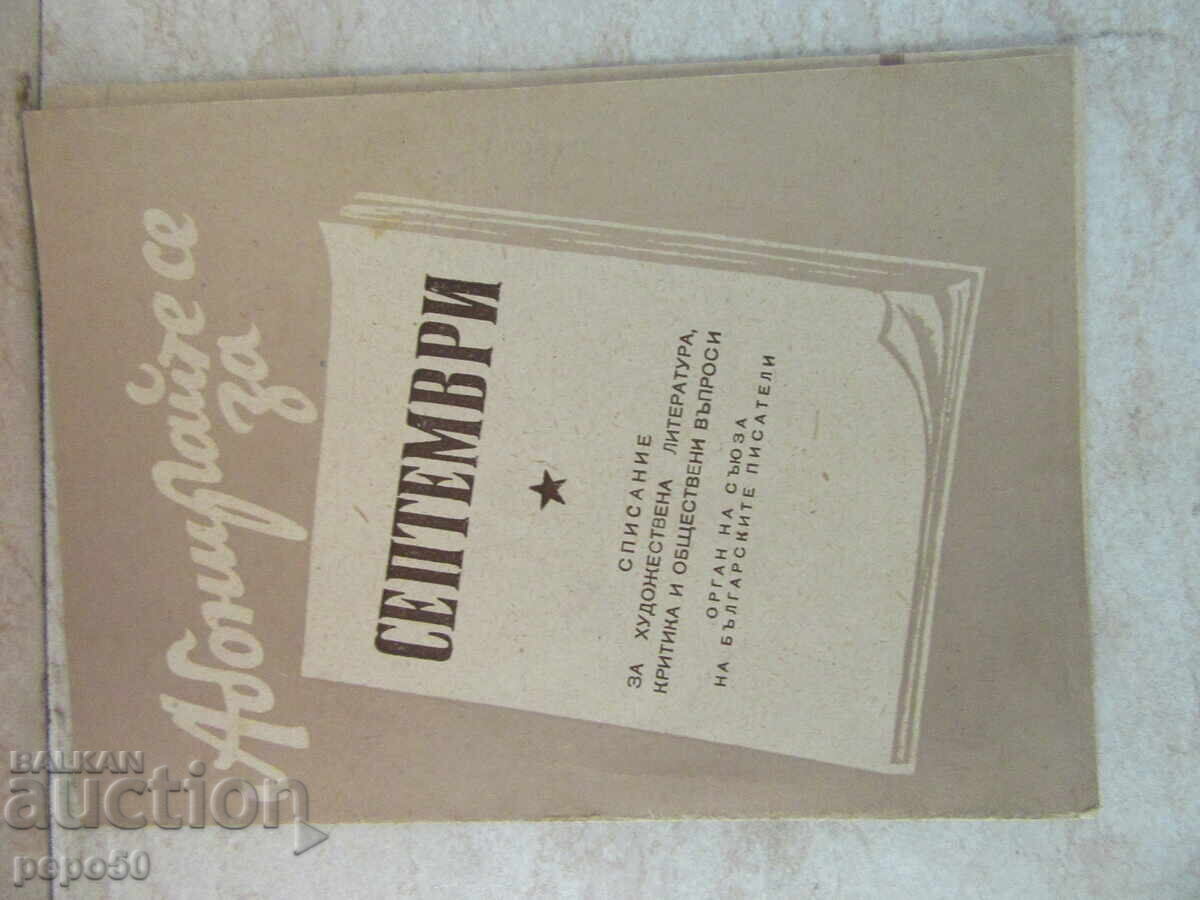 Абонирайте се
за
СЕПТЕМВРИ
СПИСАНИЕ
ЗА ХУДОЖЕСТВЕНА ЛИТЕРАТУРА,
КРИТИКА И ОБЩЕСТВЕНИ ВЪПРОСИ
ОРГАН НА СЪЮЗА
НА БЪЛГАРСКИТЕ ПИСАТЕЛИ
BALKAN
auction
pepo50